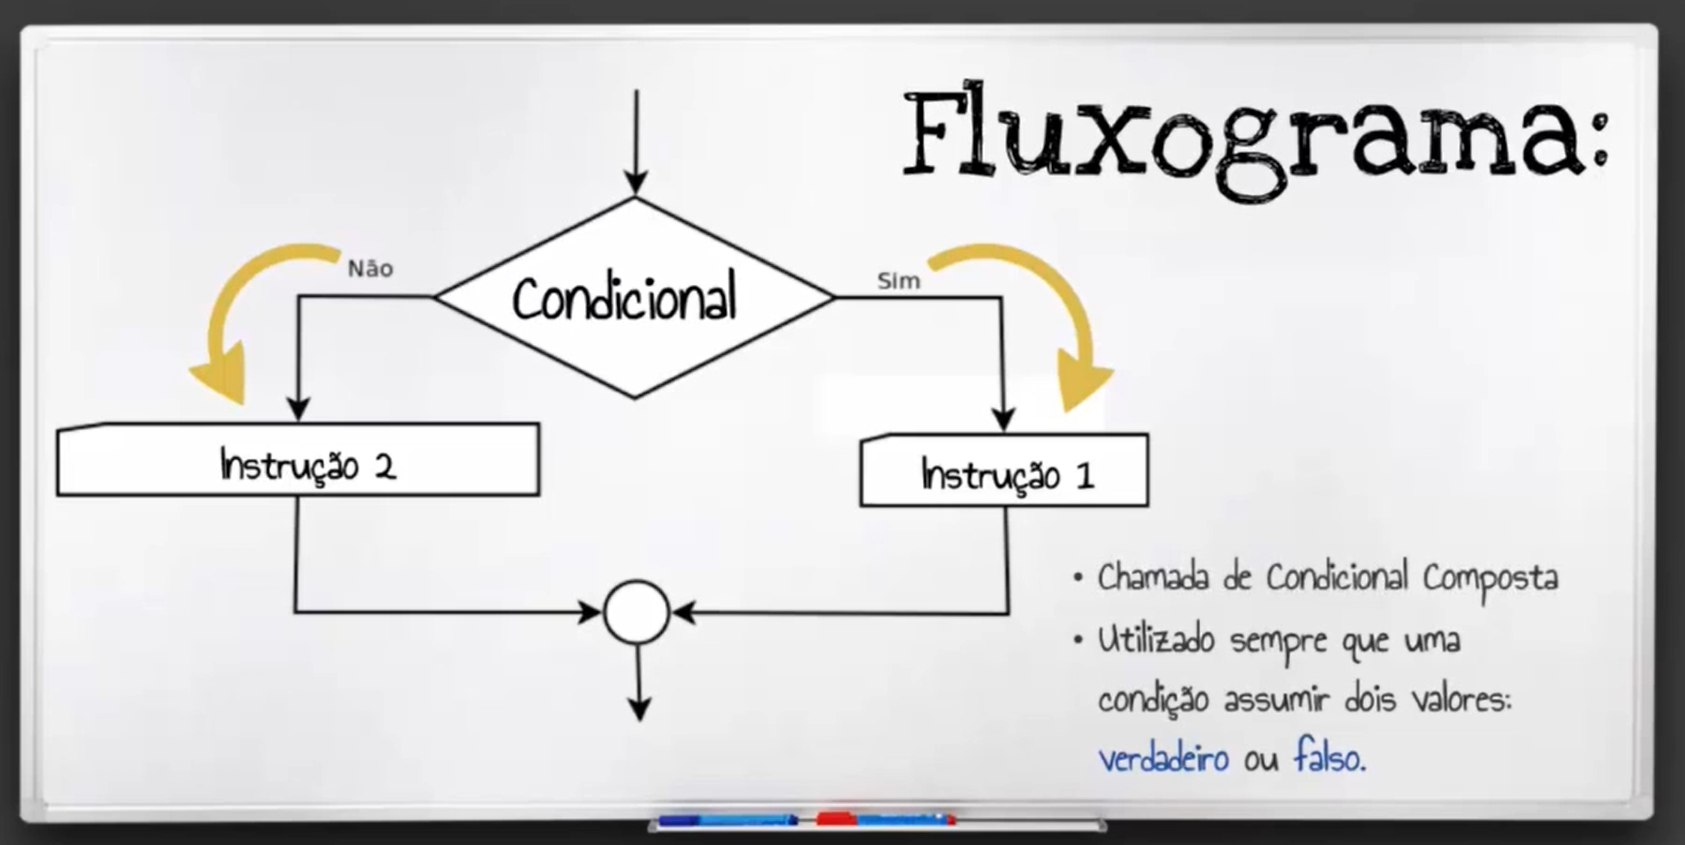 Fluxograma:
Não
Sim
Condicional
Instrução 2
Instrução 1
• Chamada de Condicional Composta
• Utilizado sempre que uma
condição assumir dois valores:
verdadeiro ou falso.